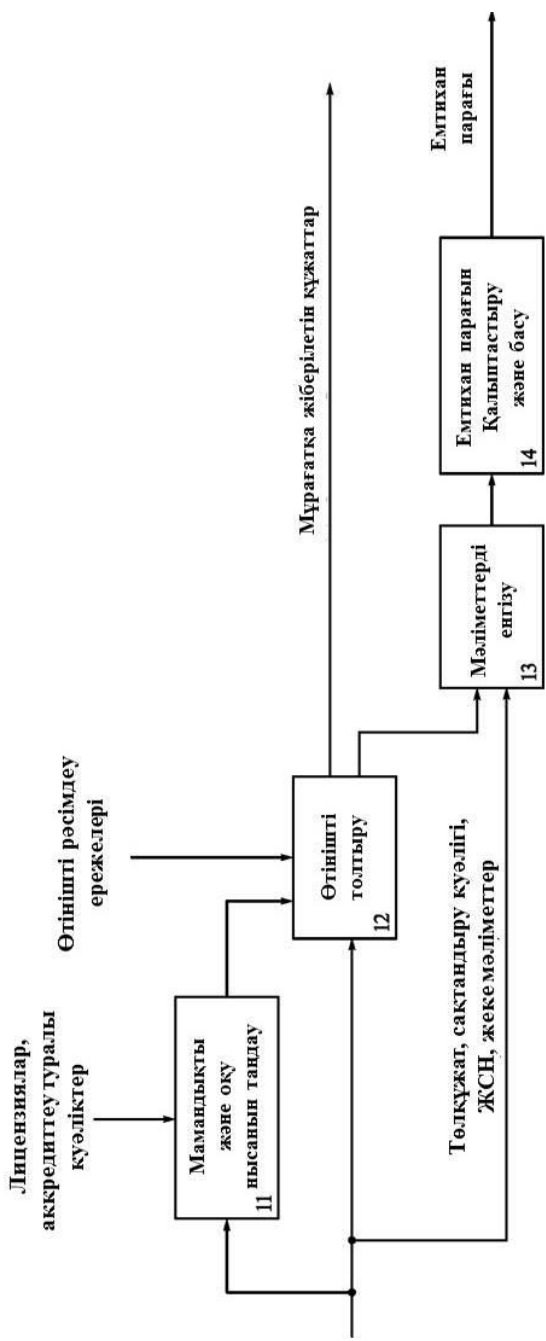 Лицензиялар,
аккредиттеу туралы
куәліктер
Өтінішті рәсімдеу
ережелері
Мамандықты
және оқу
нысанын таңдау
11
Өтінішті
толтыру
12
Мұрағатқа жіберілетін құжаттар
Төлқұжат, сақтандыру куәлігі,
ЖСН, жеке мәліметтер
Мәліметтерді
енгізу
13
Емтихан парағын
Қалыптастыру
және басу
14
Емтихан
парағы